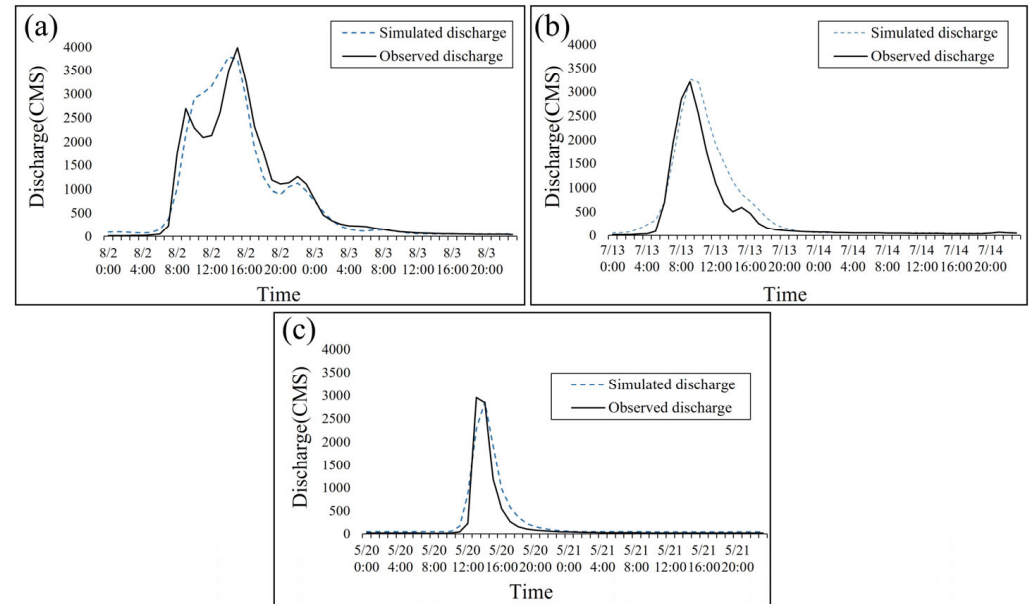 (a)
Simulated discharge
Observed discharge
Discharge(CMS)
4000
3500
3000
2500
2000
1500
1000
500
0
8/2 8/2 8/2 8/2 8/2 8/2 8/3 8/3 8/3 8/3 8/3 8/3
0:00 4:00 8:00 12:00 16:00 20:00 0:00 4:00 8:00 12:00 16:00 20:00
Time
(b)
Simulated discharge
Observed discharge
Discharge(CMS)
4000
3500
3000
2500
2000
1500
1000
500
0
7/13 7/13 7/13 7/13 7/13 7/13 7/14 7/14 7/14 7/14 7/14 7/14
0:00 4:00 8:00 12:00 16:00 20:00 0:00 4:00 8:00 12:00 16:00 20:00
Time
(c)
Simulated discharge
Observed discharge
Discharge(CMS)
4000
3500
3000
2500
2000
1500
1000
500
0
5/20 5/20 5/20 5/20 5/20 5/20 5/21 5/21 5/21 5/21 5/21 5/21
0:00 4:00 8:00 12:00 16:00 20:00 0:00 4:00 8:00 12:00 16:00 20:00
Time